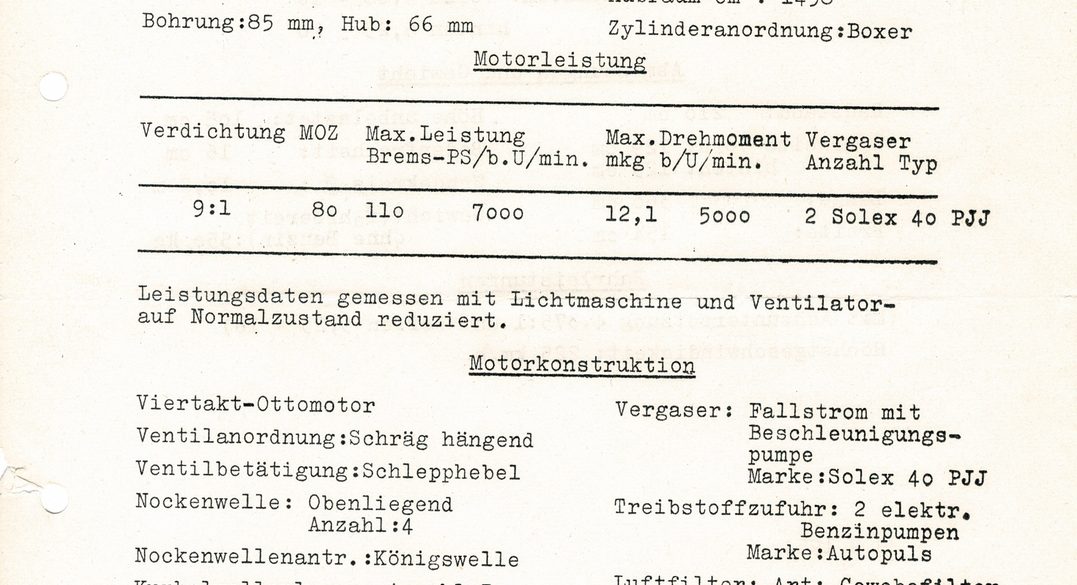 Bohrung:85 mm, Hub: 66 mm
Zylinderanordnung:Boxer
Motorleistung
Verdichtung MOZ Max.Leistung Max.Drehmoment Vergaser
Brems-PS/b.U/min. mkg b/U/min. Anzahl Typ
9:1 80 110 7000 12,1 5000 2 Solex 40 PJJ
Leistungsdaten gemessen mit Lichtmaschine und Ventilator-
auf Normalzustand reduziert.
Motorkonstruktion
Viertakt-Ottomotor
Ventilanordnung:Schräg hängend
Ventilbetätigung:Schlepphebel
Nockenwelle: Obenliegend
Anzahl:4
Nockenwellenantr.:Königswelle
Vergaser: Fallstrom mit
Beschleunigungs-
pumpe
Marke:Solex 40 PJJ
Treibstoffzufuhr: 2 elektr.
Benzinpumpen
Marke:Autopuls